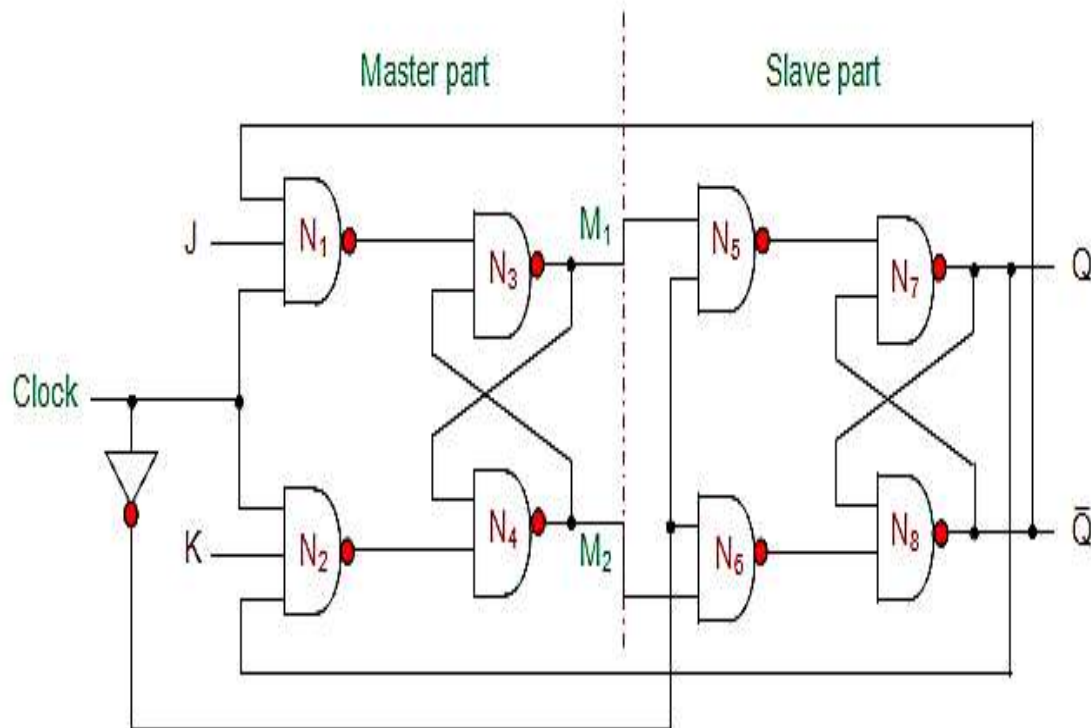 Master part
Slave part
J
N₁
N₃
M₁
N₅
N₇
Q
Clock
K
N₂
N₄
M₂
N₆
N₈
Q̅